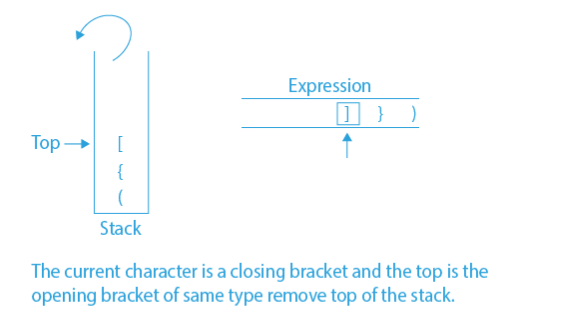 Expression
] } )
Top
[
{
(
Stack
The current character is a closing bracket and the top is the
opening bracket of same type remove top of the stack.